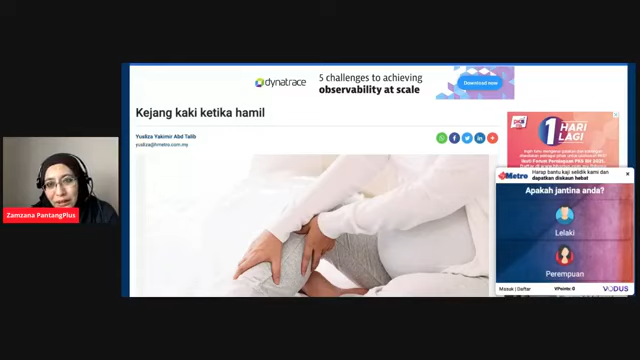 dynatrace
5 challenges to achieving
observability at scale
Download now
Kejang kaki ketika hamil
Yusliza Yakimir Abd Talib
yusliza@hmetro.com.my
1 HARI
LAGI!
Metro
Harap bantu kaji selidik kami dan
dapatkan diskaun hebat
Apakah jantina anda?
Lelaki
Perempuan
Masuk | Daftar
VPoints: 0
VODUS
Zamzana PantangPlus